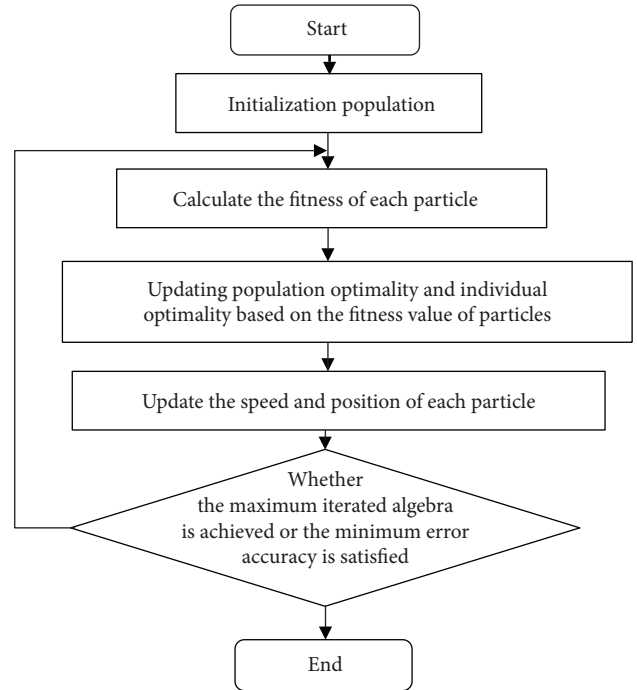 Start
Initialization population
Calculate the fitness of each particle
Updating population optimality and individual
optimality based on the fitness value of particles
Update the speed and position of each particle
Whether
the maximum iterated algebra
is achieved or the minimum error
accuracy is satisfied
End